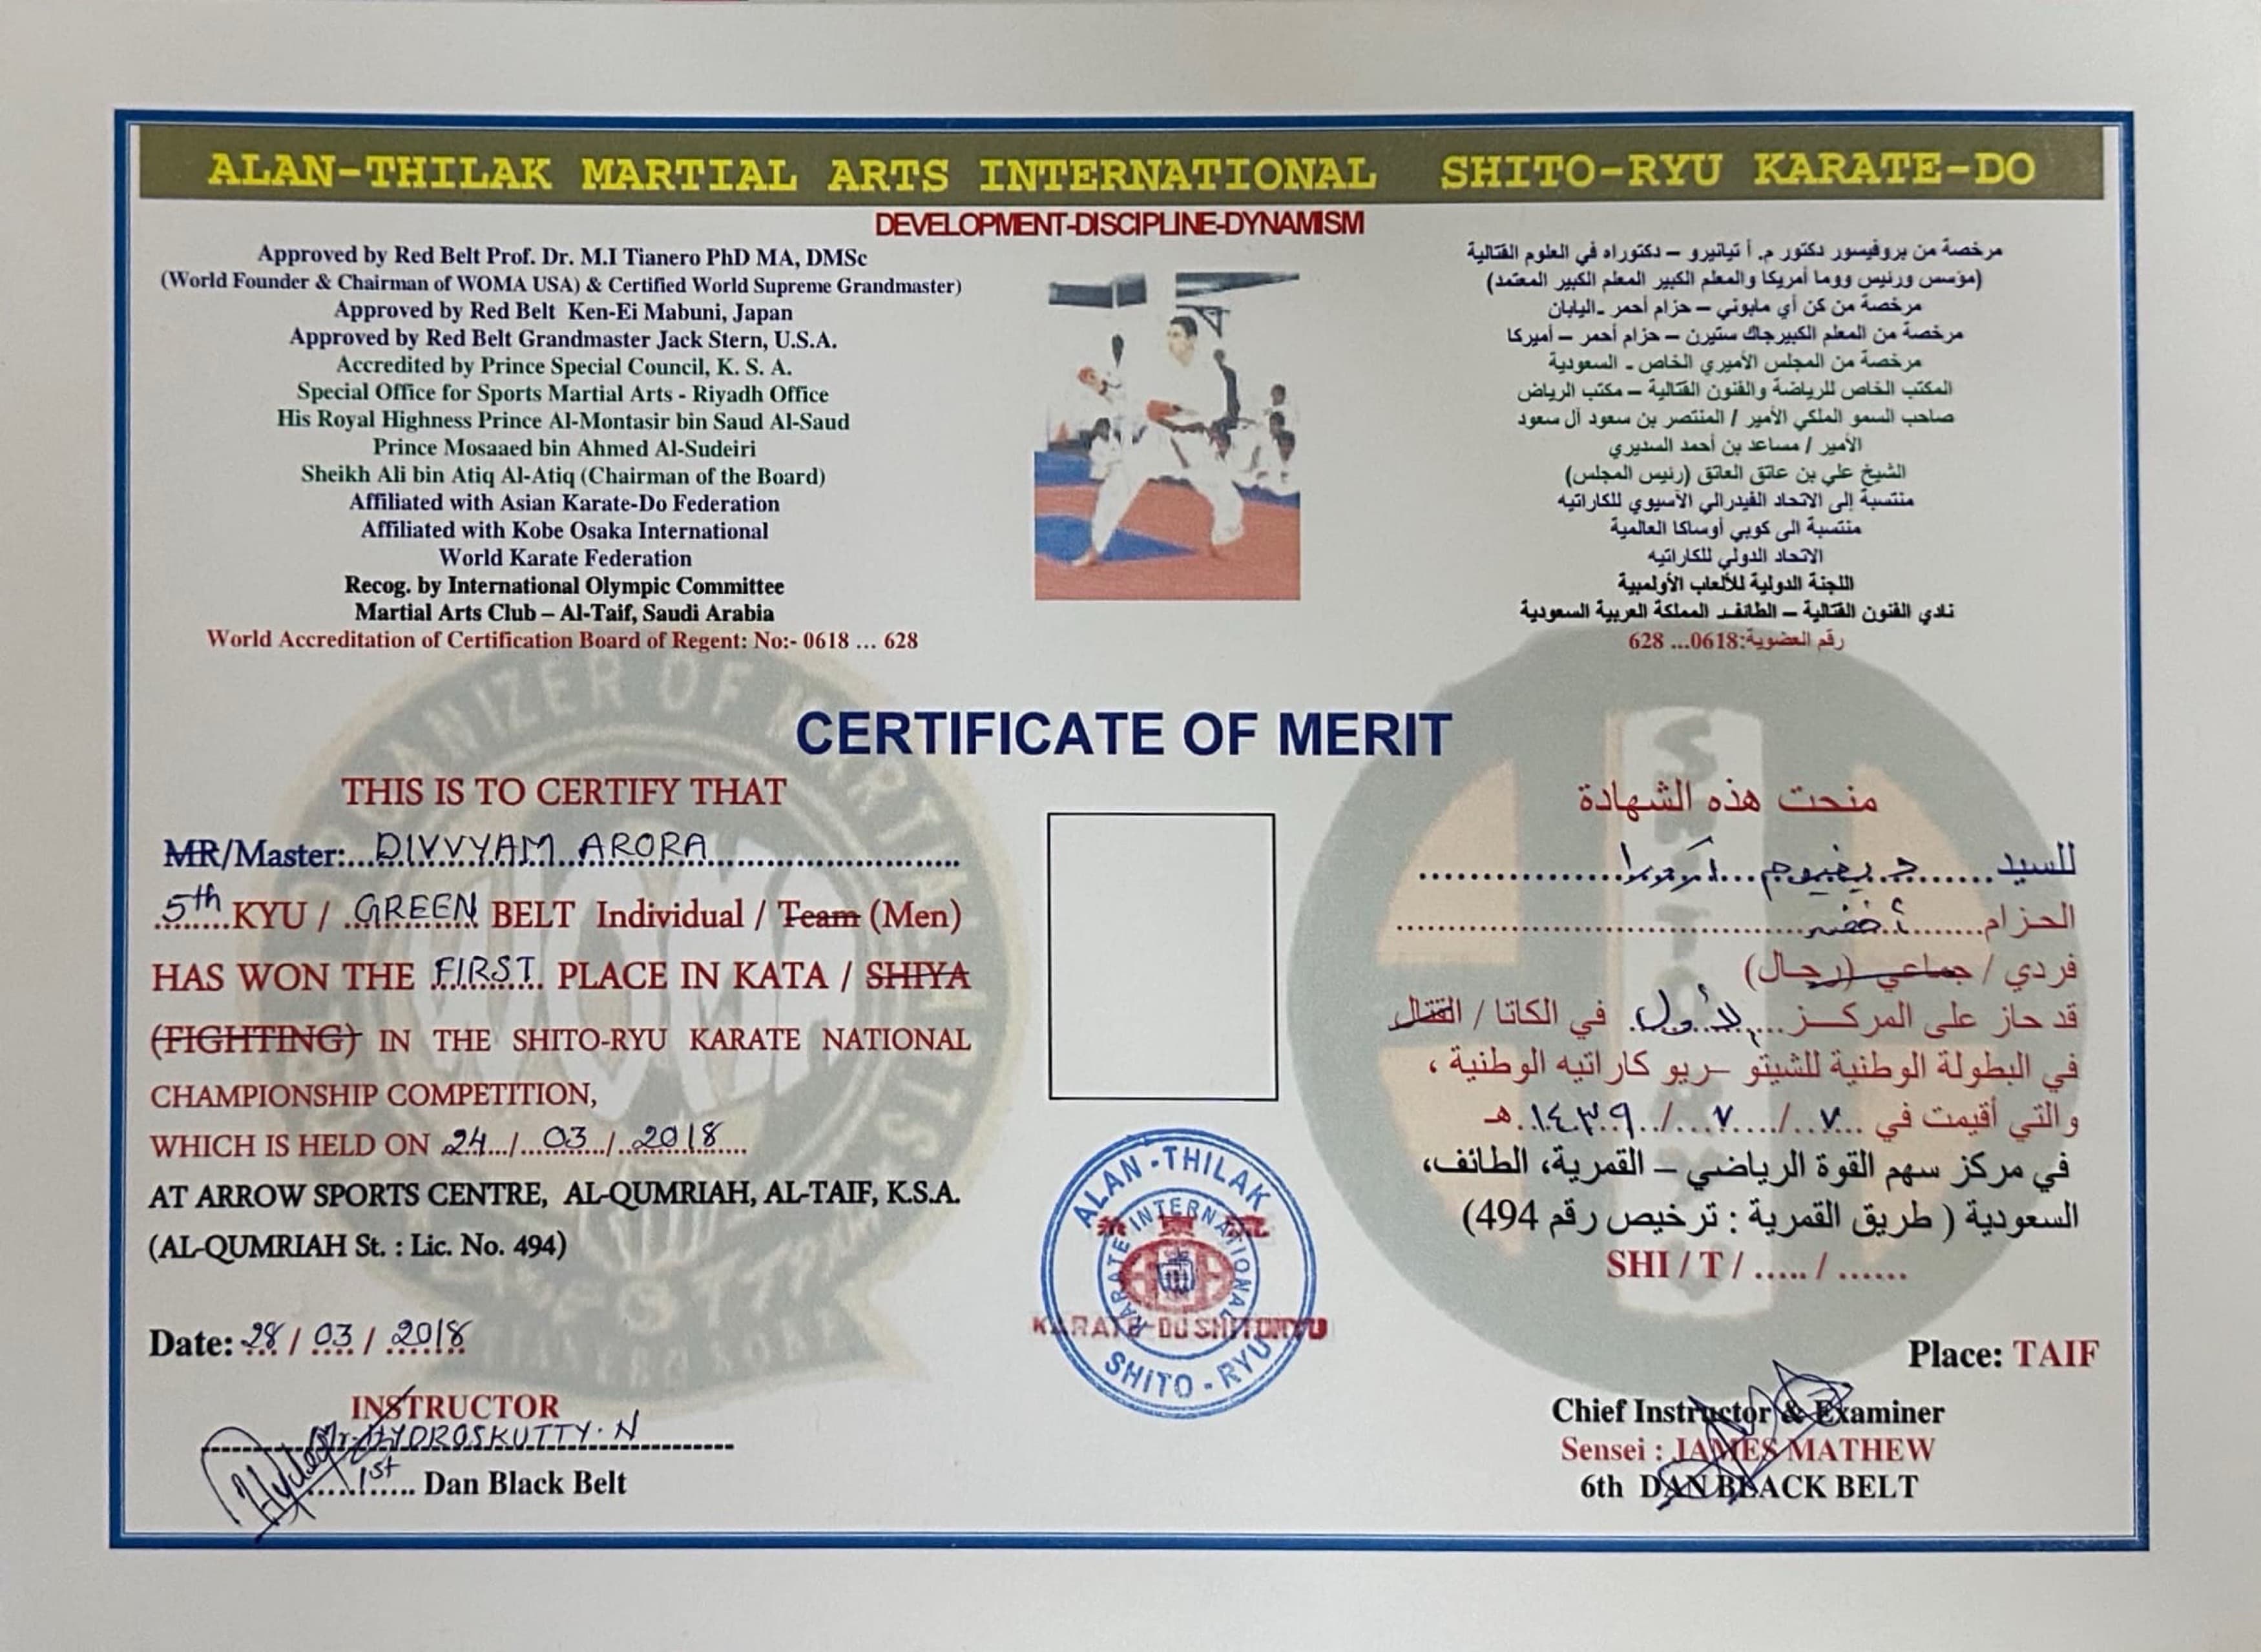 ALAN-THILAK MARTIAL ARTS INTERNATIONAL SHITO-RYU KARATE-DO
DEVELOPMENT-DISCIPLINE-DYNAMISM
Approved by Red Belt Prof. Dr. M.I Tianero PhD MA, DMSc
(World Founder & Chairman of WOMA USA) & Certified World Supreme Grandmaster)
Approved by Red Belt Ken-Ei Mabuni, Japan
Approved by Red Belt Grandmaster Jack Stern, U.S.A.
Accredited by Prince Special Council, K. S. A.
Special Office for Sports Martial Arts - Riyadh Office
His Royal Highness Prince Al-Montasir bin Saud Al-Saud
Prince Mosaaed bin Ahmed Al-Sudeiri
Sheikh Ali bin Atiq Al-Atiq (Chairman of the Board)
Affiliated with Asian Karate-Do Federation
Affiliated with Kobe Osaka International
World Karate Federation
Recog. by International Olympic Committee
Martial Arts Club – Al-Taif, Saudi Arabia
World Accreditation of Certification Board of Regent: No:- 0618 ... 628
مرخصة من بروفيسور دكتور م. أ تيانيرو – دكتوراه في العلوم القتالية
(مؤسس ورئيس ووما أمريكا والمعلم الكبير المعلم الكبير المعتمد)
مرخصة من كن أي مابوني – حزام أحمر -اليابان
مرخصة من المعلم الكبيرجاك ستيرن – حزام أحمر – أميركا
مرخصة من المجلس الأميري الخاص - السعودية
المكتب الخاص للرياضة والفنون القتالية – مكتب الرياض
صاحب السمو الملكي الأمير / المنتصر بن سعود آل سعود
الأمير / مساعد بن أحمد السديري
الشيخ علي بن عاتق العاتق (رئيس المجلس)
منتسبة إلى الاتحاد الفيدرالي الآسيوي للكاراتيه
منتسبة الى كوبي أوساكا العالمية
الاتحاد الدولي للكاراتيه
اللجنة الدولية للألعاب الأولمبية
نادي الفنون القتالية – الطائف المملكة العربية السعودية
رقم العضوية:0618... 628
CERTIFICATE OF MERIT
THIS IS TO CERTIFY THAT
MR/Master:...DIVVYAM ARORA
5th KYU / GREEN BELT Individual / Team (Men)
HAS WON THE FIRST PLACE IN KATA / SHIYA
(FIGHTING) IN THE SHITO-RYU KARATE NATIONAL
CHAMPIONSHIP COMPETITION,
WHICH IS HELD ON 24 / 03 / 2018
AT ARROW SPORTS CENTRE, AL-QUMRIAH, AL-TAIF, K.S.A.
(AL-QUMRIAH St. : Lic. No. 494)
منحت هذه الشهادة
للسيد
الحزام أخضر
فردي / جماعي (رجال)
قد حاز على المركز الأول في الكاتا / القتال
في البطولة الوطنية للشيتو –ريو كاراتيه الوطنية ،
والتي أقيمت في ٧ / ٧ / ١٤٣٩ هـ
في مركز سهم القوة الرياضي – القمرية، الطائف،
السعودية ( طريق القمرية : ترخيص رقم 494)
SHI / T / ..... / ......
ALAN-THILAK
KARATE INTERNATIONAL
KARATE-DO SHITORYU
SHITO-RYU
Date: 28 / 03 / 2018
Place: TAIF
INSTRUCTOR
Mr. HYDROSKUTTY.N
1st Dan Black Belt
Chief Instructor & Examiner
Sensei : JAMES MATHEW
6th DAN BLACK BELT